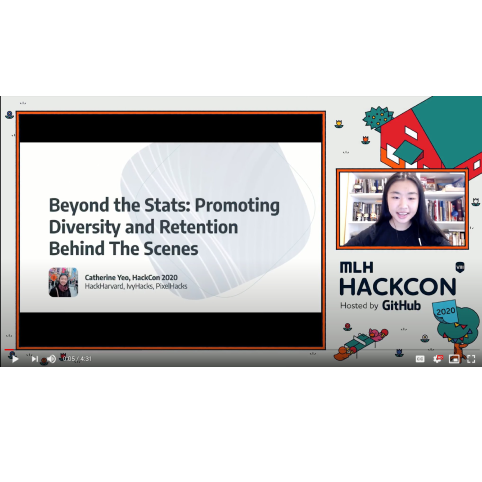 Beyond the Stats: Promoting
Diversity and Retention
Behind The Scenes
Catherine Yeo, HackCon 2020
HackHarvard, IvyHacks, PixelHacks
MLH
HACKCON
Hosted by GitHub
2020
0:05 / 4:31